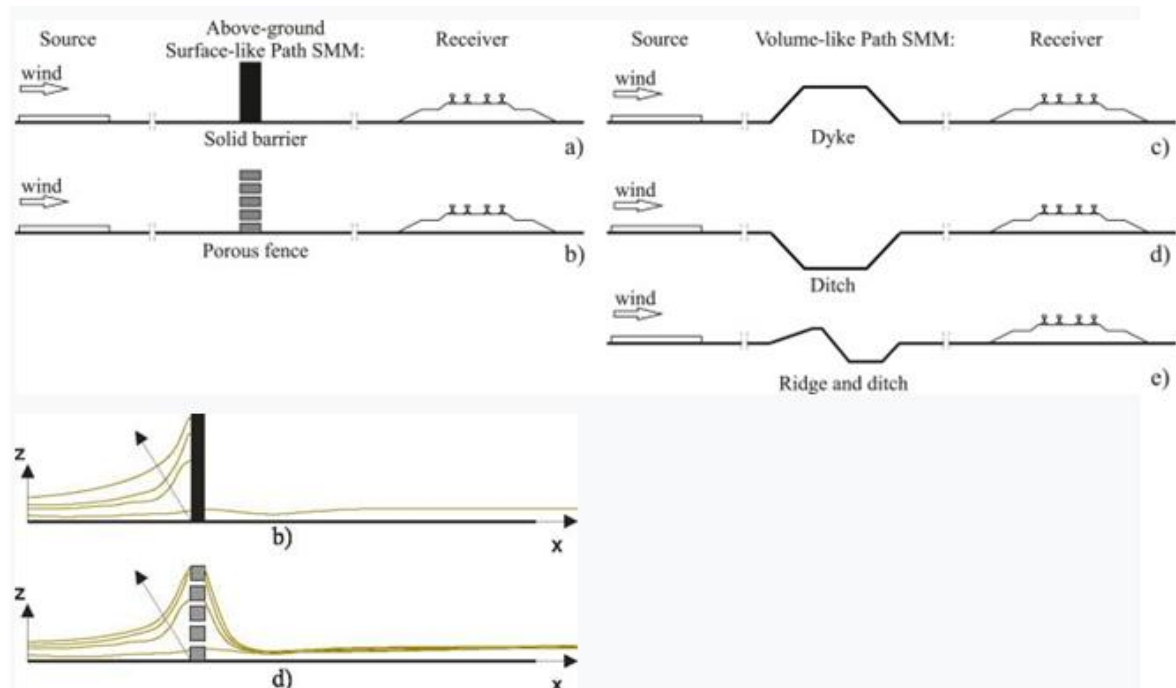 Source
Above-ground
Surface-like Path SMM:
Receiver
wind
Solid barrier
a)
wind
Porous fence
b)
Source
Volume-like Path SMM:
Receiver
wind
Dyke
c)
wind
Ditch
d)
wind
Ridge and ditch
e)
z
b)
x
z
d)
x